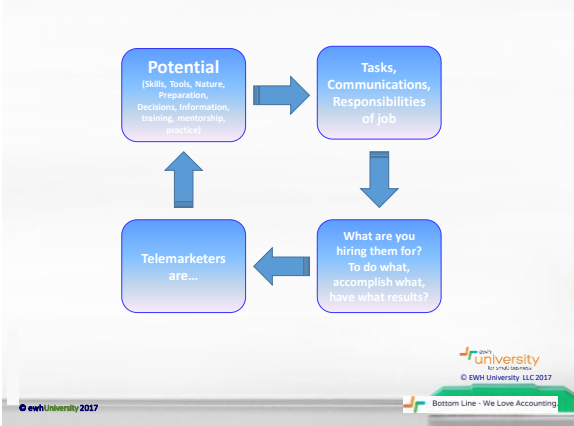 Potential
(Skills, Tools, Nature,
Preparation,
Decisions, Information,
training, mentorship,
practice)
Tasks,
Communications,
Responsibilities
of job
Telemarketers
are...
What are you
hiring them for?
To do what,
accomplish what,
have what results?
ewh
university
for small business
© EWH University LLC 2017
Bottom Line - We Love Accounting.
© ewhUniversity 2017